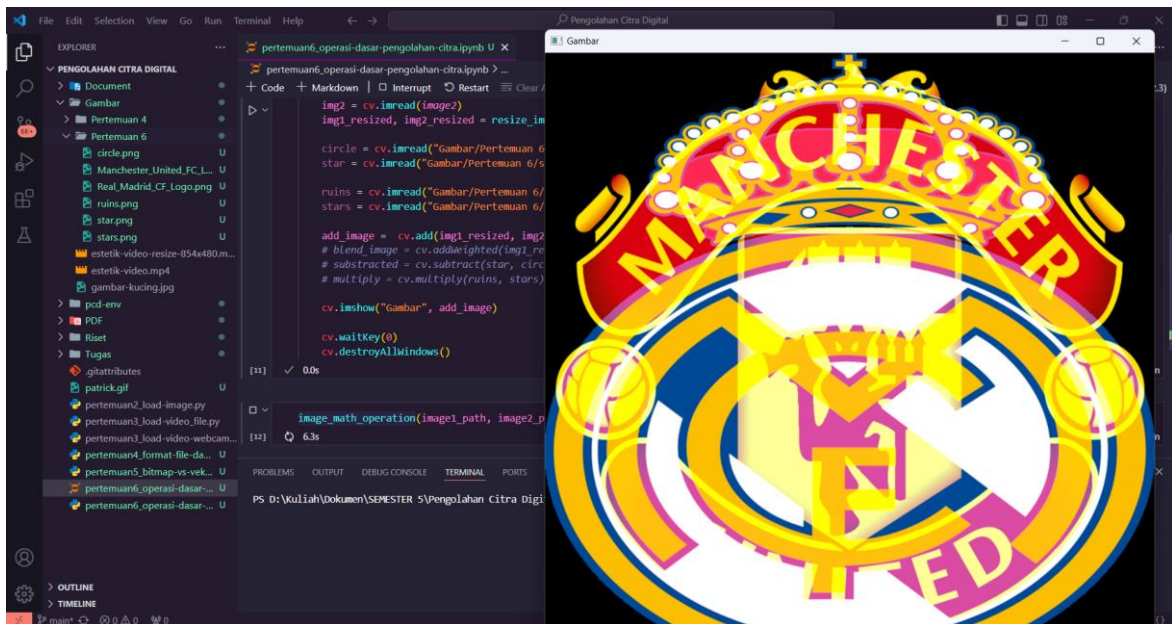 File Edit Selection View Go Run Terminal Help
Pengolahan Citra Digital
EXPLORER
PENGOLAHAN CITRA DIGITAL
Document
Gambar
Pertemuan 4
Pertemuan 6
circle.png U
Manchester_United_FC_L... U
Real_Madrid_CF_Logo.png U
ruins.png U
star.png U
stars.png U
estetik-video-resize-854x480.m...
estetik-video.mp4
gambar-kucing.jpg
pcd-env
PDF
Riset
Tugas
.gitattributes
patrick.gif U
pertemuan2_load-image.py
pertemuan3_load-video_file.py
pertemuan3_load-video-webcam...
pertemuan4_format-file-da... U
pertemuan5_bitmap-vs-vek... U
pertemuan6_operasi-dasar-... U
pertemuan6_operasi-dasar-... U
OUTLINE
TIMELINE
main* 0 0 0
pertemuan6_operasi-dasar-pengolahan-citra.ipynb U
pertemuan6_operasi-dasar-pengolahan-citra.ipynb > ...
+ Code + Markdown Interrupt Restart Clear
img2 = cv.imread(image2)
img1_resized, img2_resized = resize_im
circle = cv.imread("Gambar/Pertemuan 6
star = cv.imread("Gambar/Pertemuan 6/s
ruins = cv.imread("Gambar/Pertemuan 6/
stars = cv.imread("Gambar/Pertemuan 6/
add_image = cv.add(img1_resized, img2
# blend_image = cv.addWeighted(img1_re
# substracted = cv.subtract(star, circ
# multiply = cv.multiply(ruins, stars)
cv.imshow("Gambar", add_image)
cv.waitKey(0)
cv.destroyAllWindows()
[11] 0.0s
image_math_operation(image1_path, image2_p
[12] 6.3s
PROBLEMS OUTPUT DEBUG CONSOLE TERMINAL PORTS
PS D:\Kuliah\Dokumen\SEMESTER 5\Pengolahan Citra Digi
Gambar
MANCHESTER
UNITED